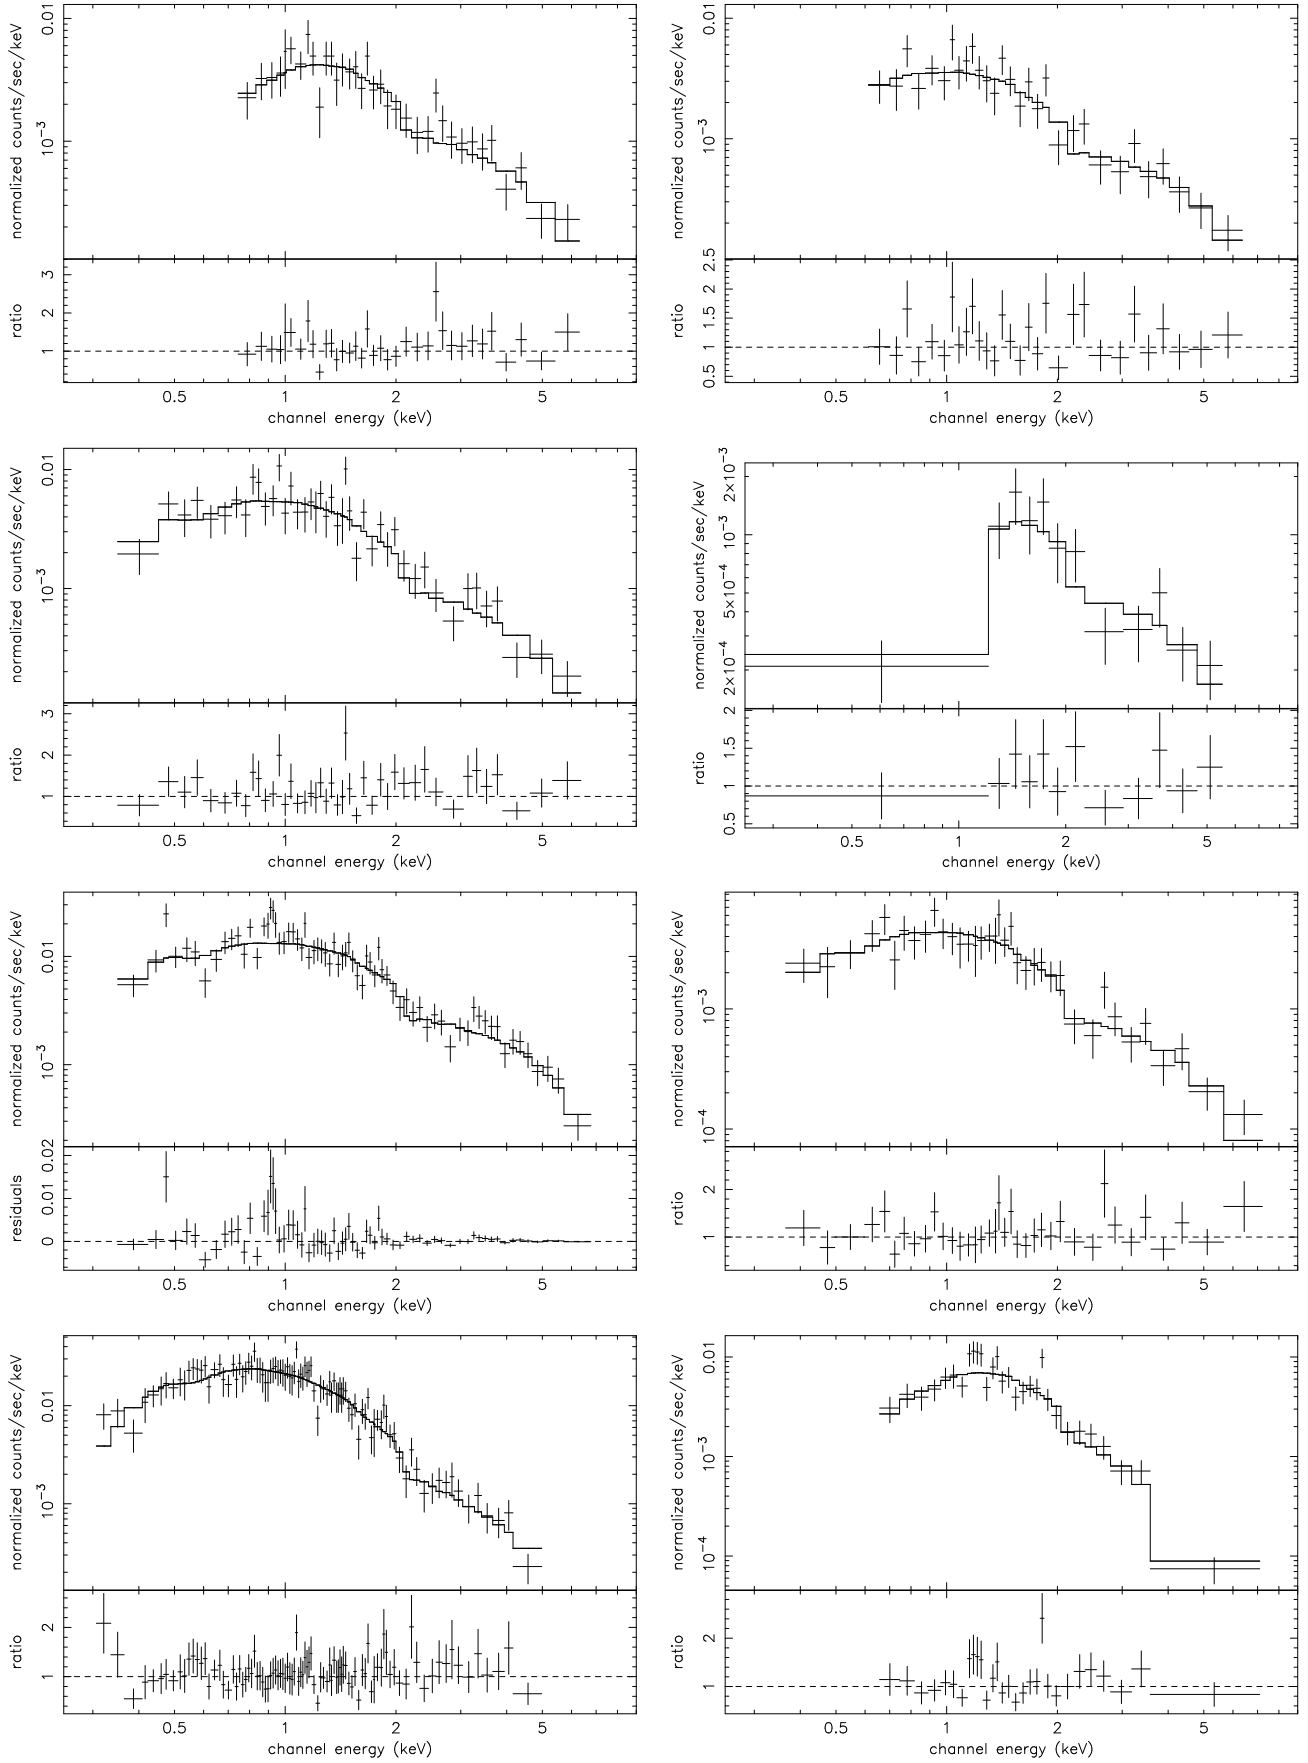 normalized counts/sec/keV
0.01
10⁻³
ratio
3
2
1
0.5 1 2 5
channel energy (keV)
normalized counts/sec/keV
0.01
10⁻³
ratio
2.5
2
1.5
1
0.5
0.5 1 2 5
channel energy (keV)
normalized counts/sec/keV
0.01
10⁻³
ratio
3
2
1
0.5 1 2 5
channel energy (keV)
normalized counts/sec/keV
2×10⁻³
10⁻³
5×10⁻⁴
2×10⁻⁴
ratio
2
1.5
1
0.5
0.5 1 2 5
channel energy (keV)
normalized counts/sec/keV
0.01
10⁻³
residuals
0.02
0.01
0
0.5 1 2 5
channel energy (keV)
normalized counts/sec/keV
10⁻³
10⁻⁴
ratio
2
1
0.5 1 2 5
channel energy (keV)
normalized counts/sec/keV
0.01
10⁻³
ratio
2
1
0.5 1 2 5
channel energy (keV)
normalized counts/sec/keV
0.01
10⁻³
10⁻⁴
ratio
2
1
0.5 1 2 5
channel energy (keV)